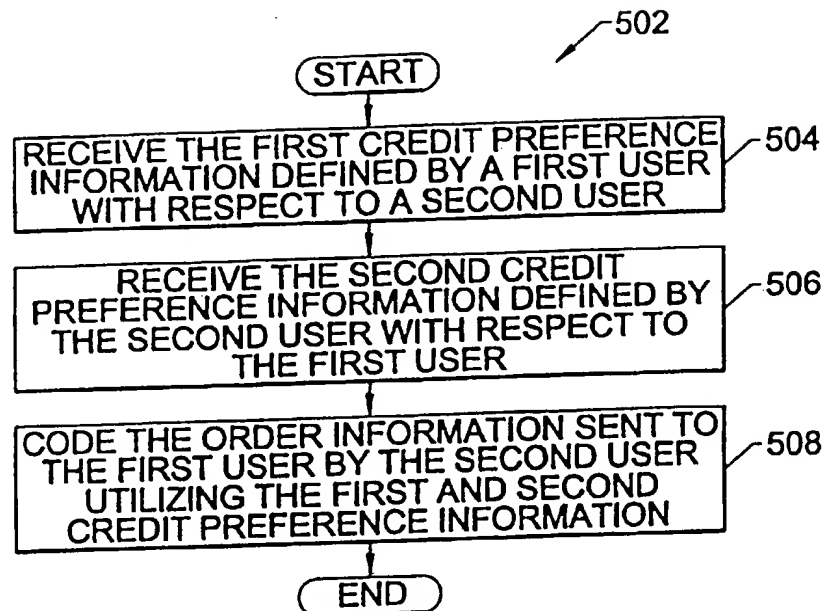 502
START
RECEIVE THE FIRST CREDIT PREFERENCE
INFORMATION DEFINED BY A FIRST USER
WITH RESPECT TO A SECOND USER
504
RECEIVE THE SECOND CREDIT
PREFERENCE INFORMATION DEFINED BY
THE SECOND USER WITH RESPECT TO
THE FIRST USER
506
CODE THE ORDER INFORMATION SENT TO
THE FIRST USER BY THE SECOND USER
UTILIZING THE FIRST AND SECOND
CREDIT PREFERENCE INFORMATION
508
END